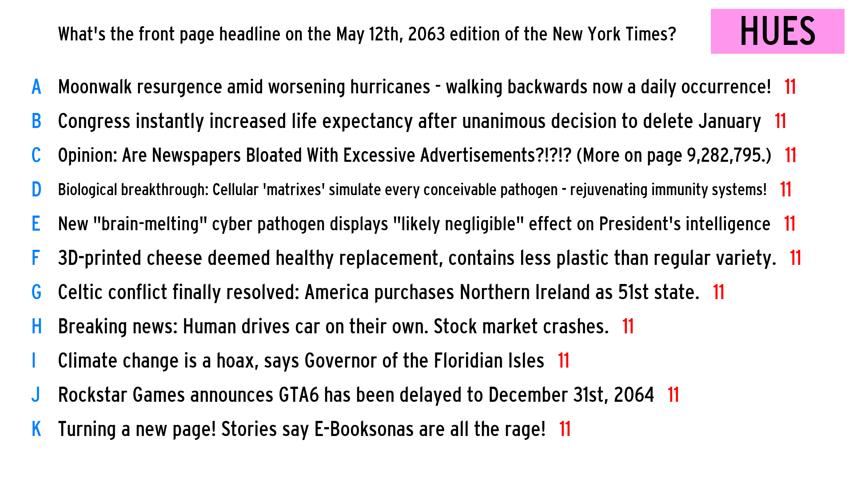 What's the front page headline on the May 12th, 2063 edition of the New York Times?
HUES
A Moonwalk resurgence amid worsening hurricanes - walking backwards now a daily occurrence! 11
B Congress instantly increased life expectancy after unanimous decision to delete January 11
C Opinion: Are Newspapers Bloated With Excessive Advertisements?!?!? (More on page 9,282,795.) 11
D Biological breakthrough: Cellular 'matrixes' simulate every conceivable pathogen - rejuvenating immunity systems! 11
E New "brain-melting" cyber pathogen displays "likely negligible" effect on President's intelligence 11
F 3D-printed cheese deemed healthy replacement, contains less plastic than regular variety. 11
G Celtic conflict finally resolved: America purchases Northern Ireland as 51st state. 11
H Breaking news: Human drives car on their own. Stock market crashes. 11
I Climate change is a hoax, says Governor of the Floridian Isles 11
J Rockstar Games announces GTA6 has been delayed to December 31st, 2064 11
K Turning a new page! Stories say E-Booksonas are all the rage! 11